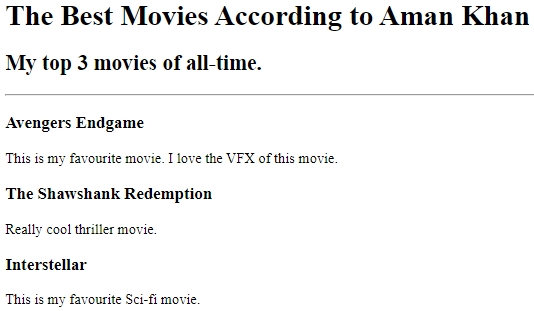 The Best Movies According to Aman Khan
My top 3 movies of all-time.
Avengers Endgame
This is my favourite movie. I love the VFX of this movie.
The Shawshank Redemption
Really cool thriller movie.
Interstellar
This is my favourite Sci-fi movie.